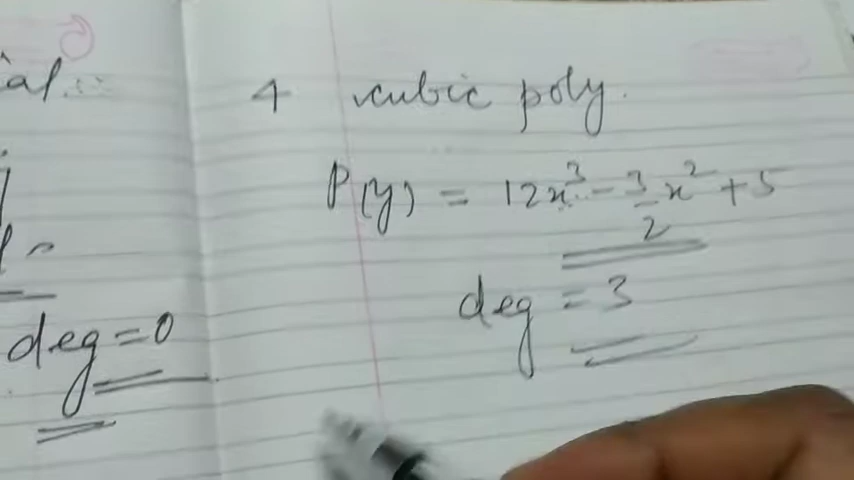 deg = 0
4 cubic poly.
P(y) = 12x³ - 3/2 x² + 5
deg = 3